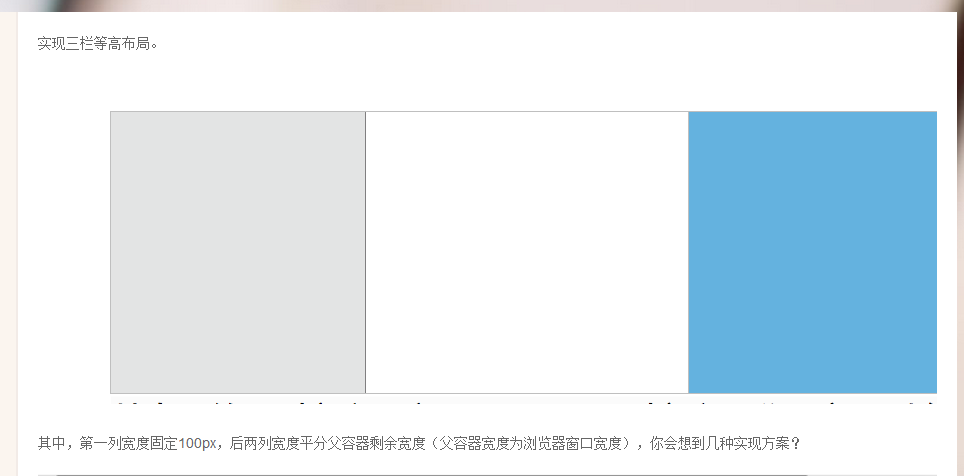 实现三栏等高布局。
其中，第一列宽度固定100px，后两列宽度平分父容器剩余宽度（父容器宽度为浏览器窗口宽度），你会想到几种实现方案？